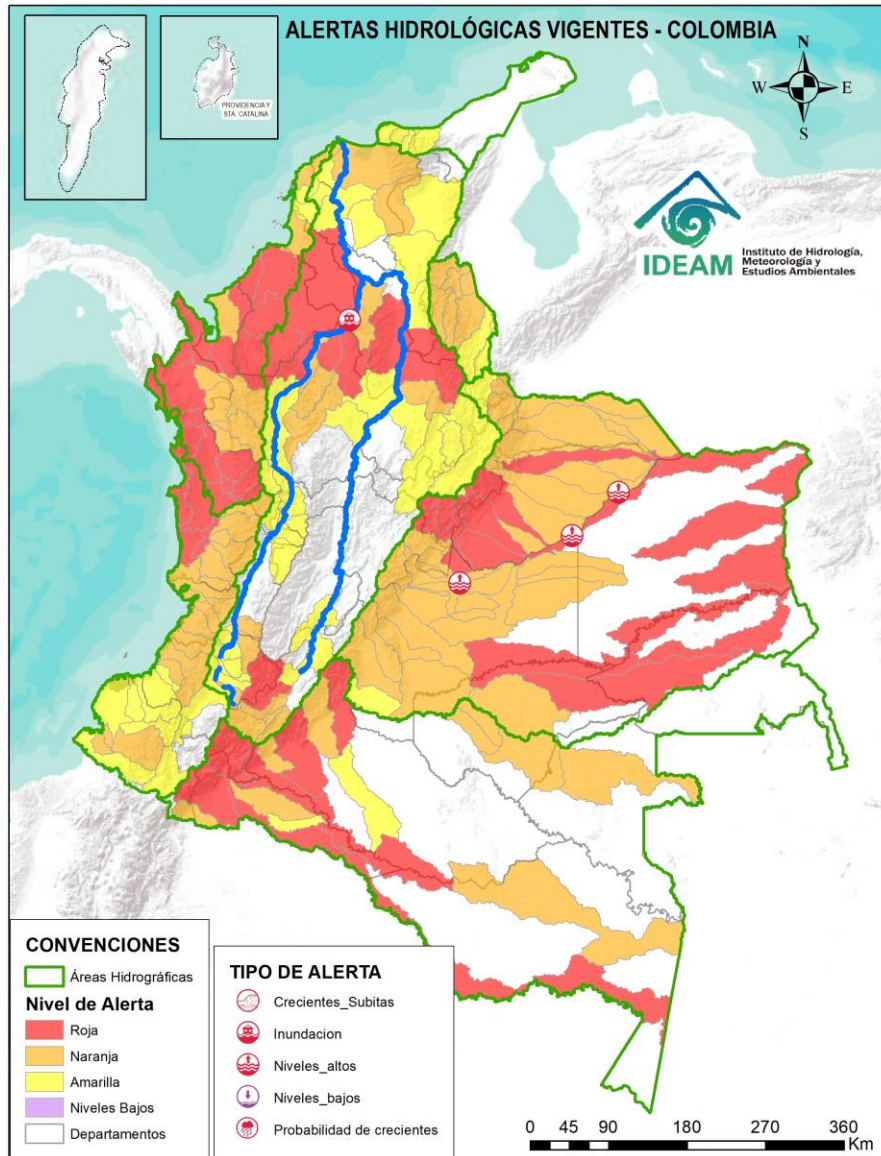 ALERTAS HIDROLÓGICAS VIGENTES - COLOMBIA
PROVIDENCIA Y
STA. CATALINA
N
W
E
S
IDEAM
Instituto de Hidrología,
Meteorología y
Estudios Ambientales
CONVENCIONES
Áreas Hidrográficas
Nivel de Alerta
Roja
Naranja
Amarilla
Niveles Bajos
Departamentos
TIPO DE ALERTA
Crecientes_Subitas
Inundacion
Niveles_altos
Niveles_bajos
Probabilidad de crecientes
0 45 90 180 270 360
Km